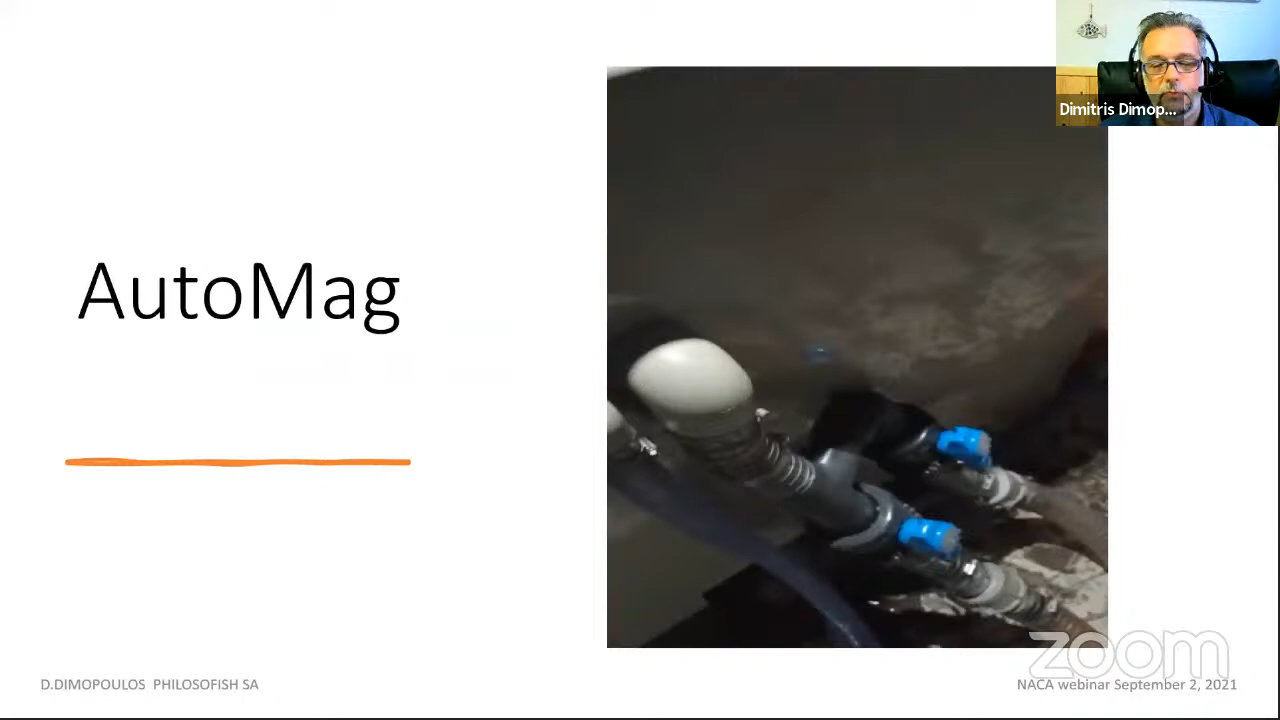 Dimitris Dimop...
AutoMag
zoom
D.DIMOPOULOS PHILOSOFISH SA
NACA webinar September 2, 2021